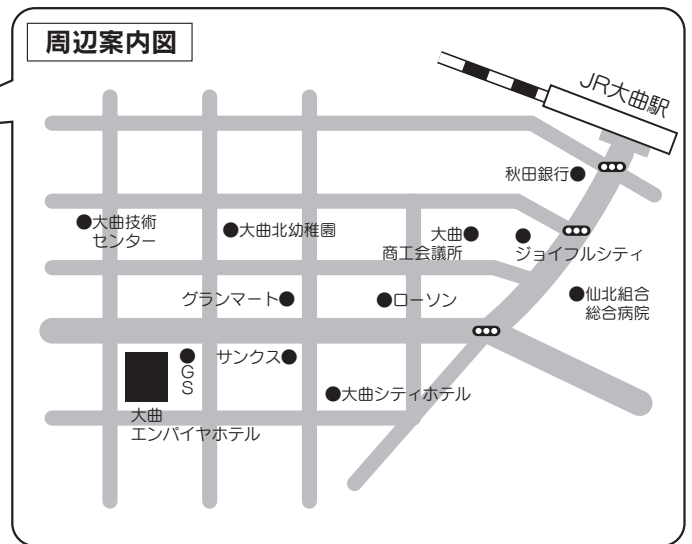 周辺案内図
JR大曲駅
秋田銀行
大曲技術
センター
大曲北幼稚園
大曲
商工会議所
ジョイフルシティ
グランマート
ローソン
仙北組合
総合病院
サンクス
GS
大曲シティホテル
大曲
エンパイヤホテル